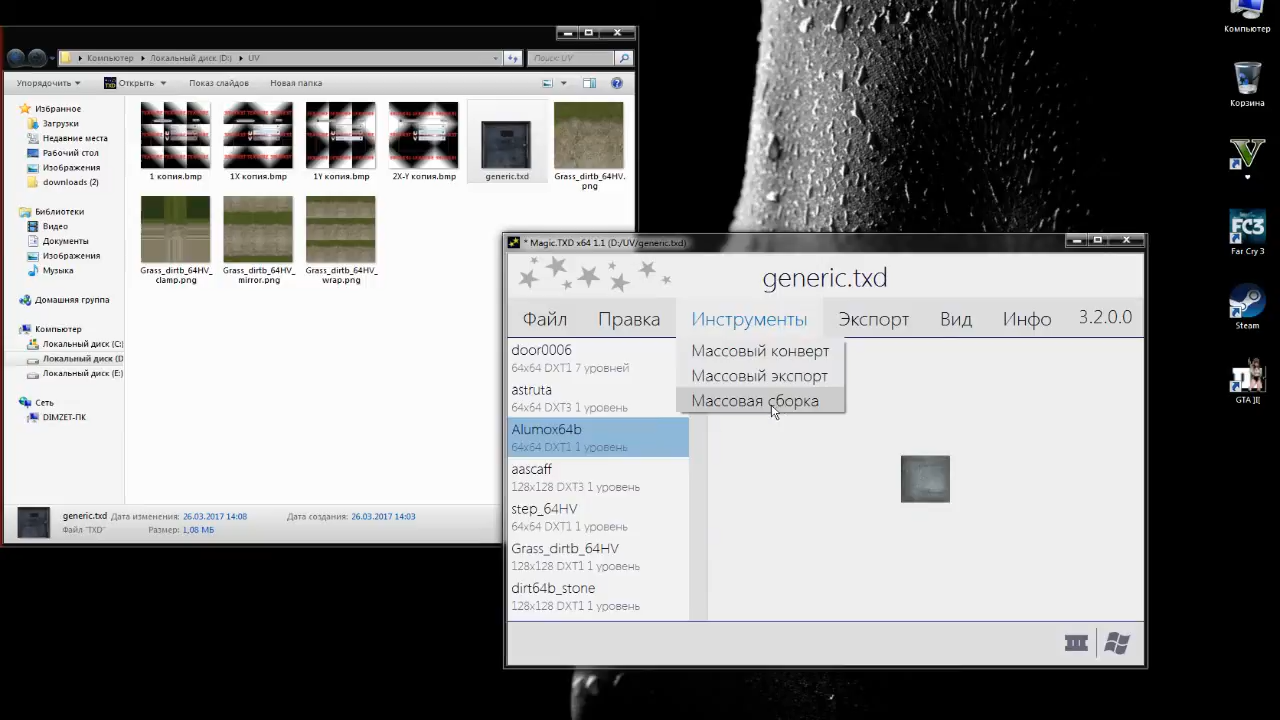 Компьютер
Локальный диск (D:)
UV
Поиск: UV
Упорядочить
Открыть
Показ слайдов
Новая папка
Избранное
Загрузки
Недавние места
Рабочий стол
Изображения
downloads (2)
Библиотеки
Видео
Документы
Изображения
Музыка
Домашняя группа
Компьютер
Локальный диск (
Локальный диск (D
Локальный диск (E:)
Сеть
DIMZET-ПК
1 копия.bmp
1X копия.bmp
1Y копия.bmp
2X-Y копия.bmp
generic.txd
Grass_dirtb_64HV.
png
Grass_dirtb_64HV_
clamp.png
Grass_dirtb_64HV_
mirror.png
Grass_dirtb_64HV_
wrap.png
generic.txd Дата изменения: 26.03.2017 14:08 Дата создания: 26.03.2017 14:03
Файл "TXD" Размер: 1,08 МБ
* Magic.TXD x64 1.1 (D:/UV/generic.txd)
generic.txd
Файл Правка Инструменты Экспорт Вид Инфо 3.2.0.0
Массовый конверт
Массовый экспорт
Массовая сборка
door0006
64x64 DXT1 7 уровней
astruta
64x64 DXT3 1 уровень
Alumox64b
64x64 DXT1 1 уровень
aascaff
128x128 DXT3 1 уровень
step_64HV
64x64 DXT1 1 уровень
Grass_dirtb_64HV
128x128 DXT1 1 уровень
dirt64b_stone
128x128 DXT1 1 уровень
III
Компьютер
Корзина
V
♥
FC3
Far Cry 3
Steam